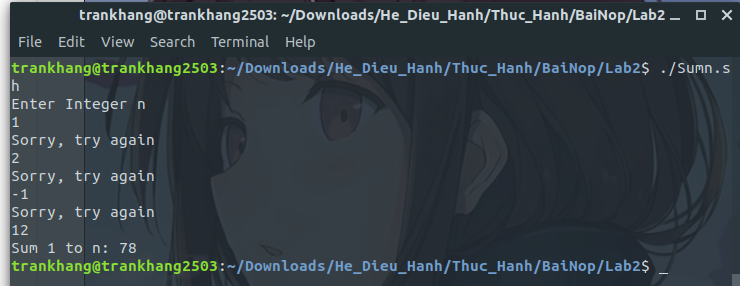 trankhang@trankhang2503: ~/Downloads/He_Dieu_Hanh/Thuc_Hanh/BaiNop/Lab2
File Edit View Search Terminal Help
trankhang@trankhang2503:~/Downloads/He_Dieu_Hanh/Thuc_Hanh/BaiNop/Lab2$ ./Sumn.s
h
Enter Integer n
1
Sorry, try again
2
Sorry, try again
-1
Sorry, try again
12
Sum 1 to n: 78
trankhang@trankhang2503:~/Downloads/He_Dieu_Hanh/Thuc_Hanh/BaiNop/Lab2$ _